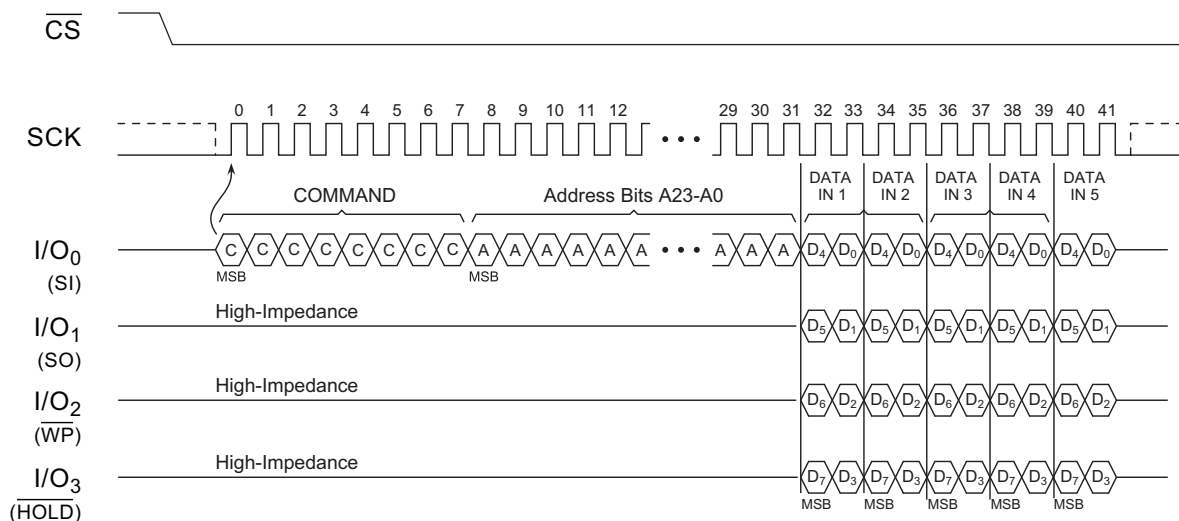 CS
SCK
0 1 2 3 4 5 6 7 8 9 10 11 12 29 30 31 32 33 34 35 36 37 38 39 40 41
• • •
COMMAND
Address Bits A23-A0
DATA IN 1
DATA IN 2
DATA IN 3
DATA IN 4
DATA IN 5
I/O0
(SI)
C C C C C C C C A A A A A A • • • A A A D4 D0 D4 D0 D4 D0 D4 D0 D4 D0
MSB MSB
I/O1
(SO)
High-Impedance
D5 D1 D5 D1 D5 D1 D5 D1 D5 D1
I/O2
(WP)
High-Impedance
D6 D2 D6 D2 D6 D2 D6 D2 D6 D2
I/O3
(HOLD)
High-Impedance
D7 D3 D7 D3 D7 D3 D7 D3 D7 D3
MSB MSB MSB MSB MSB